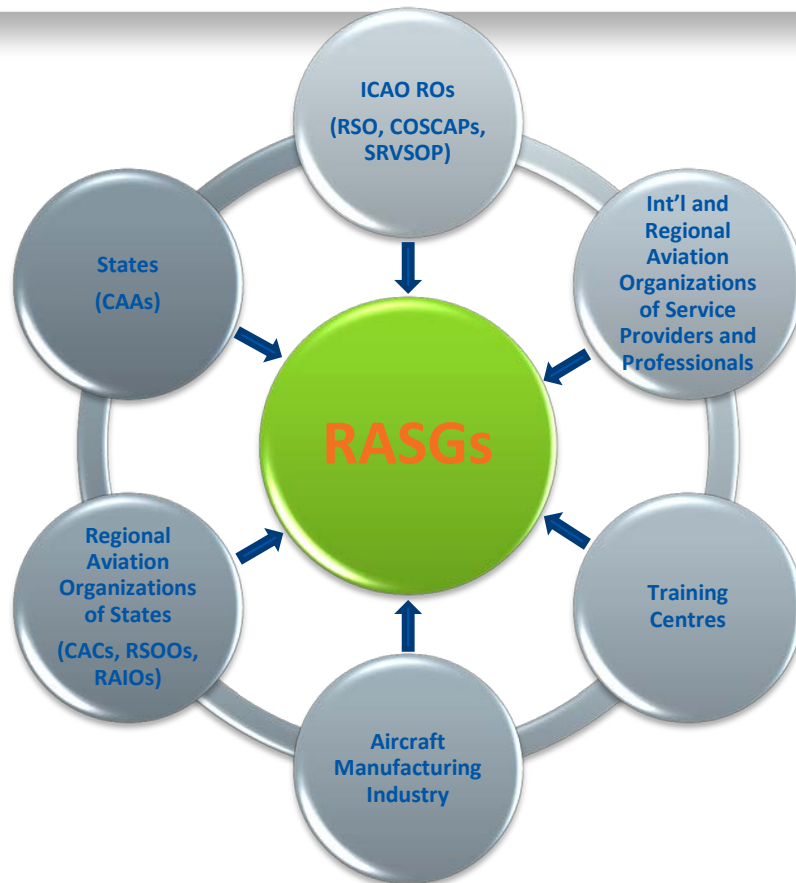 ICAO ROs
(RSO, COSCAPs,
SRVSOP)
Int’l and
Regional
Aviation
Organizations
of Service
Providers and
Professionals
Training
Centres
Aircraft
Manufacturing
Industry
Regional
Aviation
Organizations
of States
(CACs, RSOOs,
RAIOs)
States
(CAAs)
RASGs